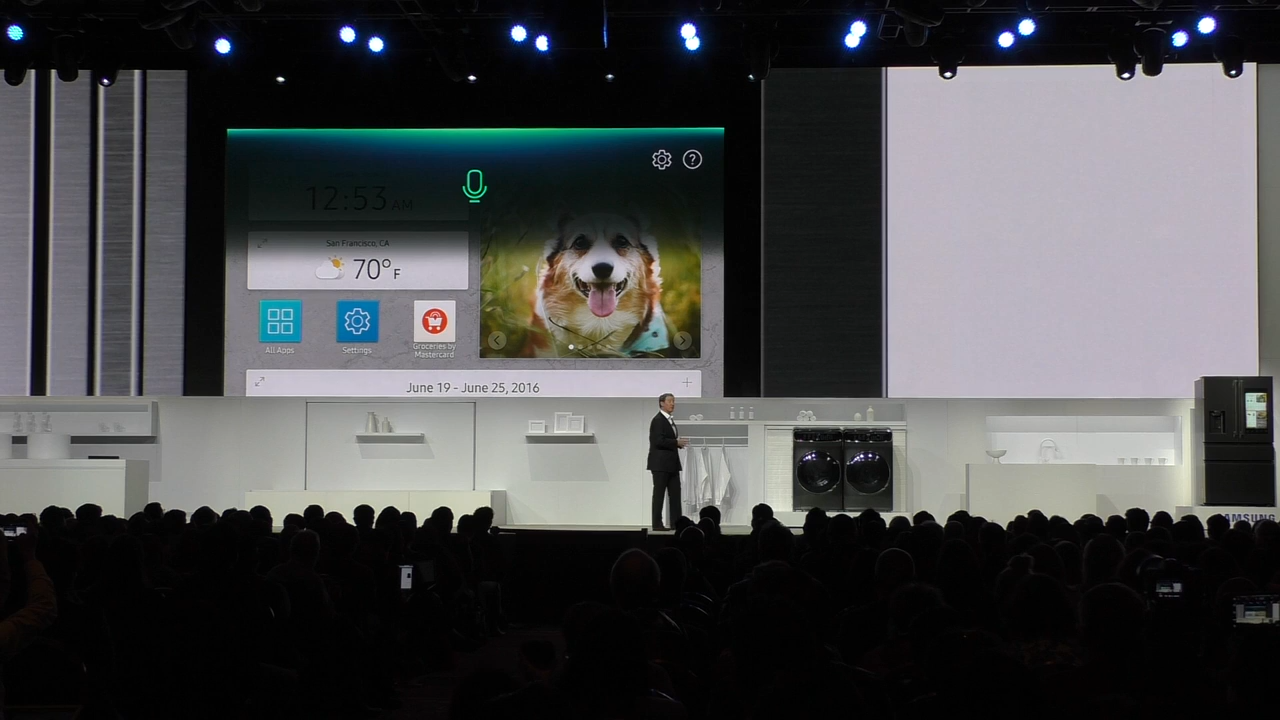 12:53 AM
San Francisco, CA
70° F
All Apps
Settings
Groceries by
Mastercard
June 19 - June 25, 2016
SAMSUNG